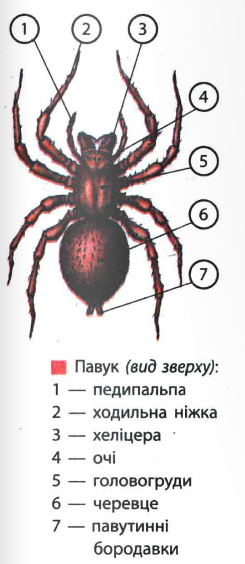 1 2 3
4
5
6
7
Павук (вид зверху):
1 — педипальпа
2 — ходильна ніжка
3 — хеліцера
4 — очі
5 — головогруди
6 — черевце
7 — павутинні
бородавки